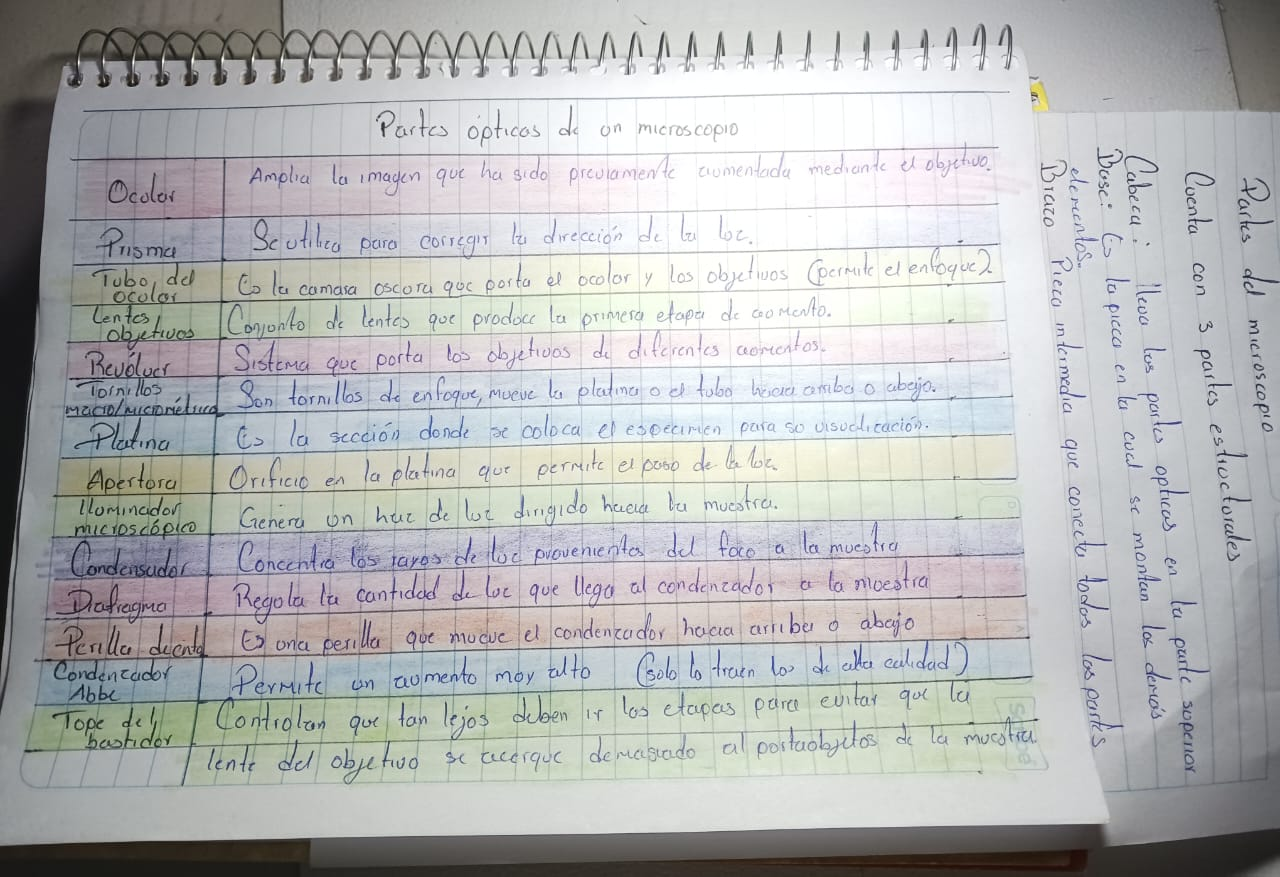 Partes ópticas de un microscopio
Ocular
Amplia la imagen que ha sido previamente aumentada mediante el objetivo.
Prisma
Se utiliza para corregir la dirección de la luz.
Tubo del
ocular
Es la camara oscura que porta el ocular y los objetivos (permite el enfoque)
Lentes
objetivos
Conjunto de lentes que produce la primera etapa de aumento.
Revólver
Sistema que porta los objetivos de diferentes aumentos.
Tornillos
macro/micrométrico
Son tornillos de enfoque, mueve la platina o el tubo hacia arriba o abajo.
Platina
Es la sección donde se coloca el especimen para su visualización.
Apertura
Orificio en la platina que permite el paso de la luz.
Iluminador
microscópico
Genera un haz de luz dirigido hacia la muestra.
Condensador
Concentra los rayos de luz provenientes del foco a la muestra
Diafragma
Regula la cantidad de luz que llega al condenzador a la muestra
Perilla
Es una perilla que mueve el condenzador hacia arriba o abajo
Condenzador
Abbe
Permite un aumento muy alto (solo lo traen los de alta calidad)
Tope del
bastidor
Controlan que tan lejos deben ir las etapas para evitar que la
lente del objetivo se acerque demasiado al portaobjetos de la muestra
Partes del microscopio
Cuenta con 3 partes estructurales
Cabeza: lleva las partes opticas en la parte superior
Base: Es la pieza en la cual se montan los demás
elementos.
Brazo Pieza intermedia que conecta todas las partes